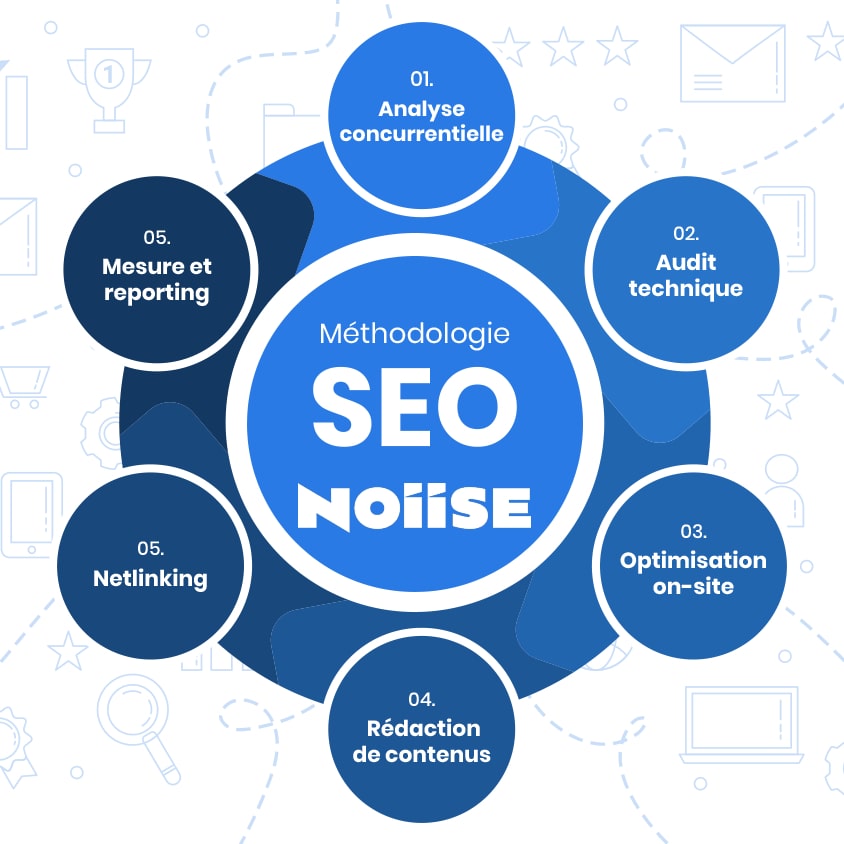 01.
Analyse
concurrentielle
02.
Audit
technique
03.
Optimisation
on-site
04.
Rédaction
de contenus
05.
Netlinking
05.
Mesure et
reporting
Méthodologie
SEO
NOIISE
1